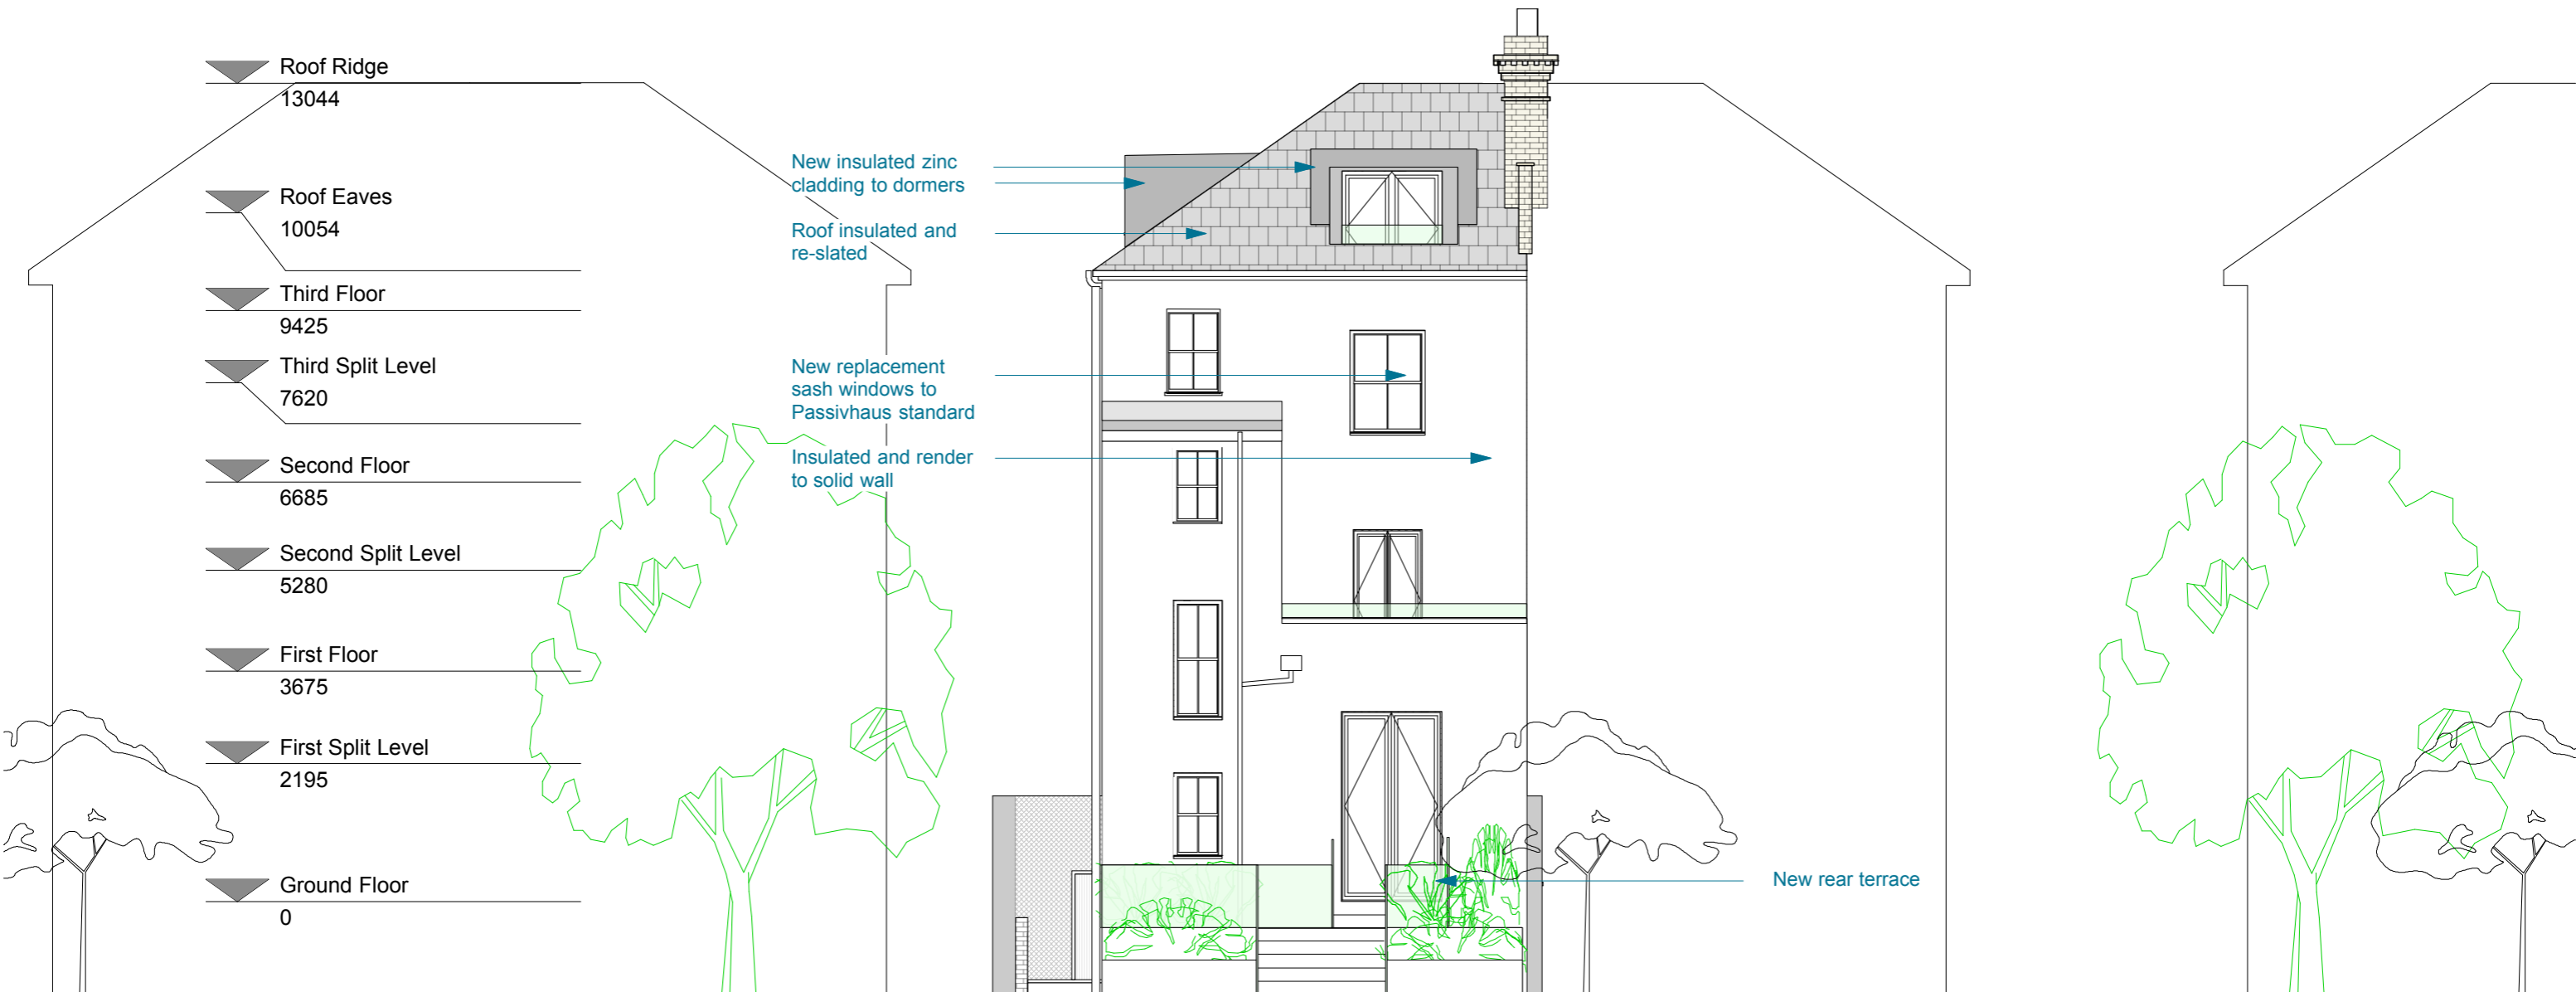 Roof Ridge
13044
Roof Eaves
10054
Third Floor
9425
Third Split Level
7620
Second Floor
6685
Second Split Level
5280
First Floor
3675
First Split Level
2195
Ground Floor
0
New insulated zinc
cladding to dormers
Roof insulated and
re-slated
New replacement
sash windows to
Passivhaus standard
Insulated and render
to solid wall
New rear terrace